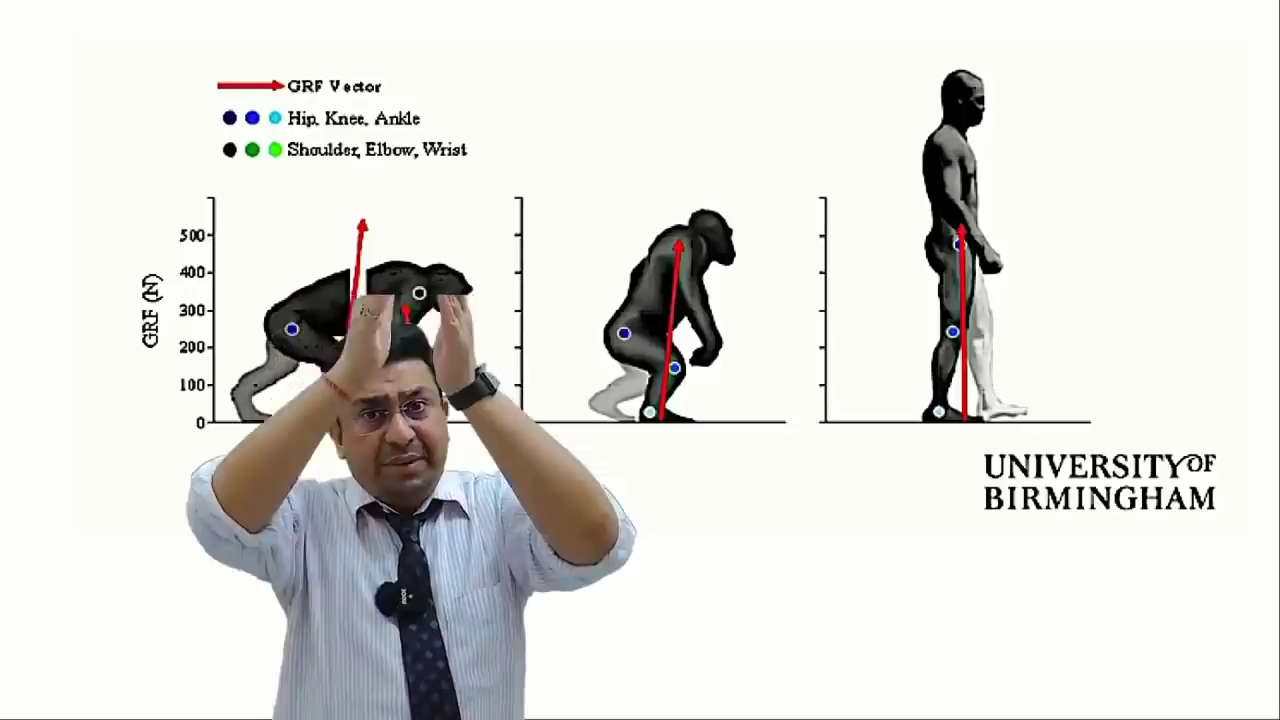 GRF Vector
Hip, Knee, Ankle
Shoulder, Elbow, Wrist
GRF (N)
500
400
300
200
100
0
UNIVERSITY OF
BIRMINGHAM